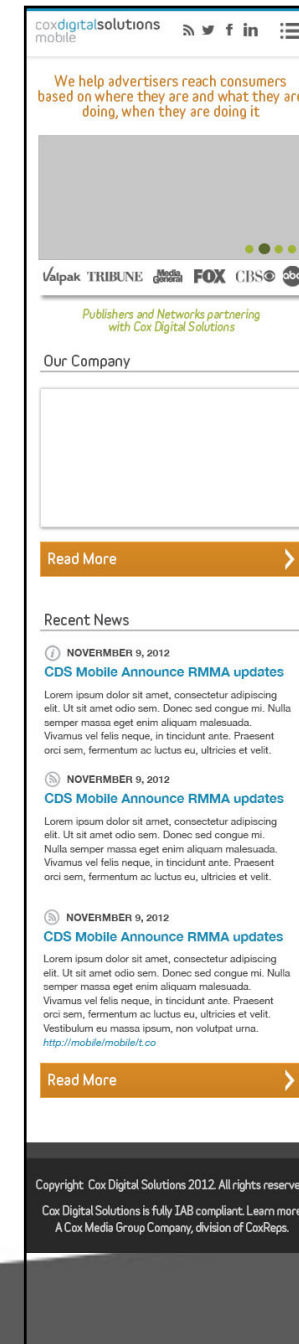 coxdigitalsolutions
mobile
f in
We help advertisers reach consumers
based on where they are and what they are
doing, when they are doing it
Valpak TRIBUNE Media General FOX CBS abc
Publishers and Networks partnering
with Cox Digital Solutions
Our Company
Read More
Recent News
i NOVERMBER 9, 2012
CDS Mobile Announce RMMA updates
Lorem ipsum dolor sit amet, consectetur adipiscing
elit. Ut sit amet odio sem. Donec sed congue mi. Nulla
semper massa eget enim aliquam malesuada.
Vivamus vel felis neque, in tincidunt ante. Praesent
orci sem, fermentum ac luctus eu, ultricies et velit.
NOVERMBER 9, 2012
CDS Mobile Announce RMMA updates
Lorem ipsum dolor sit amet, consectetur adipiscing
elit. Ut sit amet odio sem. Donec sed congue mi.
Nulla semper massa eget enim aliquam malesuada.
Vivamus vel felis neque, in tincidunt ante. Praesent
orci sem, fermentum ac luctus eu, ultricies et velit.
NOVERMBER 9, 2012
CDS Mobile Announce RMMA updates
Lorem ipsum dolor sit amet, consectetur adipiscing
elit. Ut sit amet odio sem. Donec sed congue mi. Nulla
semper massa eget enim aliquam malesuada.
Vivamus vel felis neque, in tincidunt ante. Praesent
orci sem, fermentum ac luctus eu, ultricies et velit.
Vestibulum eu massa ipsum, non volutpat urna.
http://mobile/mobile/t.co
Read More
Copyright Cox Digital Solutions 2012. All rights reserve
Cox Digital Solutions is fully IAB compliant. Learn more
A Cox Media Group Company, division of CoxReps.